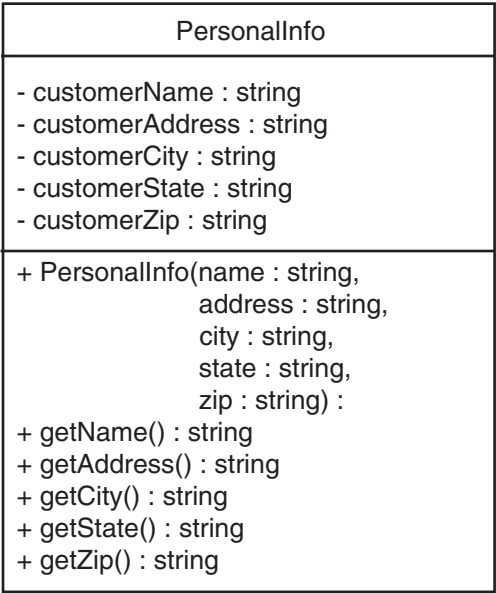 PersonalInfo
- customerName : string
- customerAddress : string
- customerCity : string
- customerState : string
- customerZip : string
+ PersonalInfo(name : string,
address : string,
city : string,
state : string,
zip : string) :
+ getName() : string
+ getAddress() : string
+ getCity() : string
+ getState() : string
+ getZip() : string